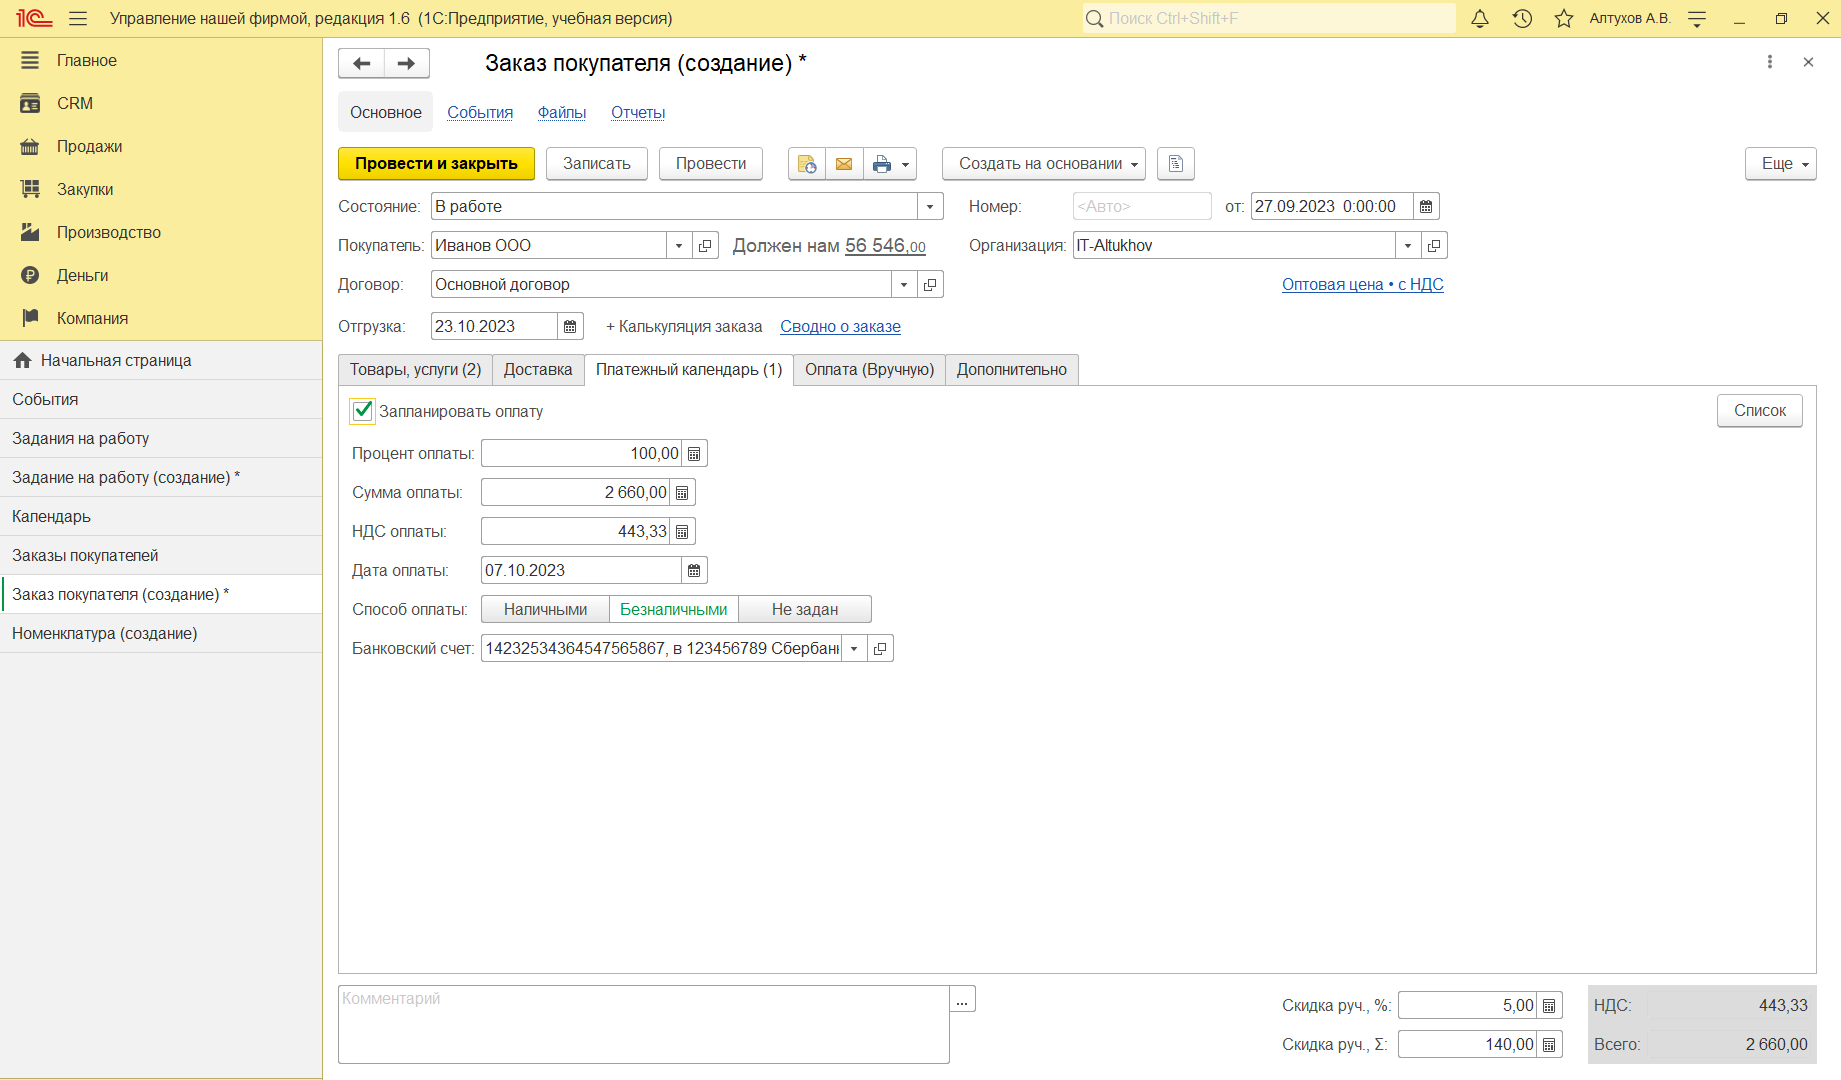 1С Управление нашей фирмой, редакция 1.6 (1С:Предприятие, учебная версия) Поиск Ctrl+Shift+F Алтухов А.В.
Главное
CRM
Продажи
Закупки
Производство
Деньги
Компания
Начальная страница
События
Задания на работу
Задание на работу (создание) *
Календарь
Заказы покупателей
Заказ покупателя (создание) *
Номенклатура (создание)
Заказ покупателя (создание) *
Основное События Файлы Отчеты
Провести и закрыть Записать Провести Создать на основании Еще
Состояние: В работе Номер: <Авто> от: 27.09.2023 0:00:00
Покупатель: Иванов ООО Должен нам 56 546,00 Организация: IT-Altukhov
Договор: Основной договор Оптовая цена • с НДС
Отгрузка: 23.10.2023 + Калькуляция заказа Сводно о заказе
Товары, услуги (2) Доставка Платежный календарь (1) Оплата (Вручную) Дополнительно
Запланировать оплату Список
Процент оплаты: 100,00
Сумма оплаты: 2 660,00
НДС оплаты: 443,33
Дата оплаты: 07.10.2023
Способ оплаты: Наличными Безналичными Не задан
Банковский счет: 14232534364547565867, в 123456789 Сбербан
Комментарий ...
Скидка руч., %: 5,00 НДС: 443,33
Скидка руч., Σ: 140,00 Всего: 2 660,00